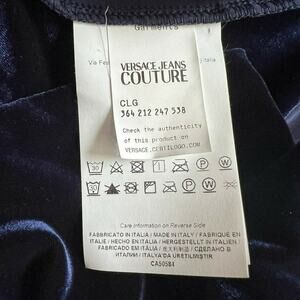 Garments
Via Fe
Italia
VERSACE JEANS
COUTURE
CLG
364 212 247 538
Check the authenticity
of this product on
VERSACE.CERTILOGO.COM
Care Information on Reverse Side
FABBRICATO IN ITALIA / MADE IN ITALY / FABRIQUE EN
ITALIE / HECHO EN ITALIA / HERGESTELLT IN ITALIEN /
FABRICADO EM ITÁLIA / 意大利制造 / СДЕЛАНО В
ИТАЛИИ / İTALYA'DA ÜRETİLMİŞTİR
CA50584